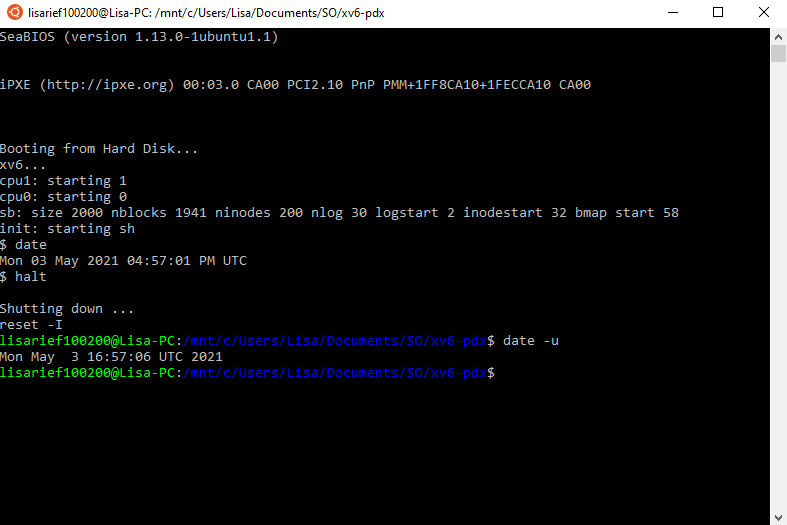 lisarief100200@Lisa-PC: /mnt/c/Users/Lisa/Documents/SO/xv6-pdx
SeaBIOS (version 1.13.0-1ubuntu1.1)
iPXE (http://ipxe.org) 00:03.0 CA00 PCI2.10 PnP PMM+1FF8CA10+1FECCA10 CA00
Booting from Hard Disk...
xv6...
cpu1: starting 1
cpu0: starting 0
sb: size 2000 nblocks 1941 ninodes 200 nlog 30 logstart 2 inodestart 32 bmap start 58
init: starting sh
$ date
Mon 03 May 2021 04:57:01 PM UTC
$ halt
Shutting down ...
reset -I
lisarief100200@Lisa-PC:/mnt/c/Users/Lisa/Documents/SO/xv6-pdx$ date -u
Mon May  3 16:57:06 UTC 2021
lisarief100200@Lisa-PC:/mnt/c/Users/Lisa/Documents/SO/xv6-pdx$